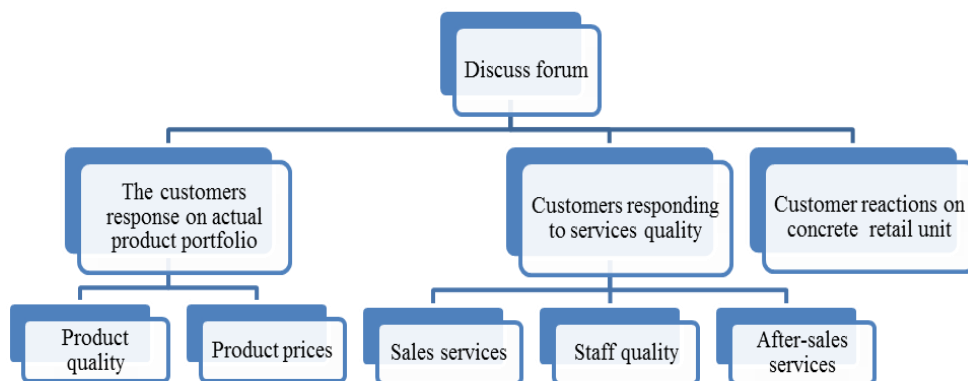 Discuss forum
The customers
response on actual
product portfolio
Customers responding
to services quality
Customer reactions on
concrete retail unit
Product
quality
Product prices
Sales services
Staff quality
After-sales
services